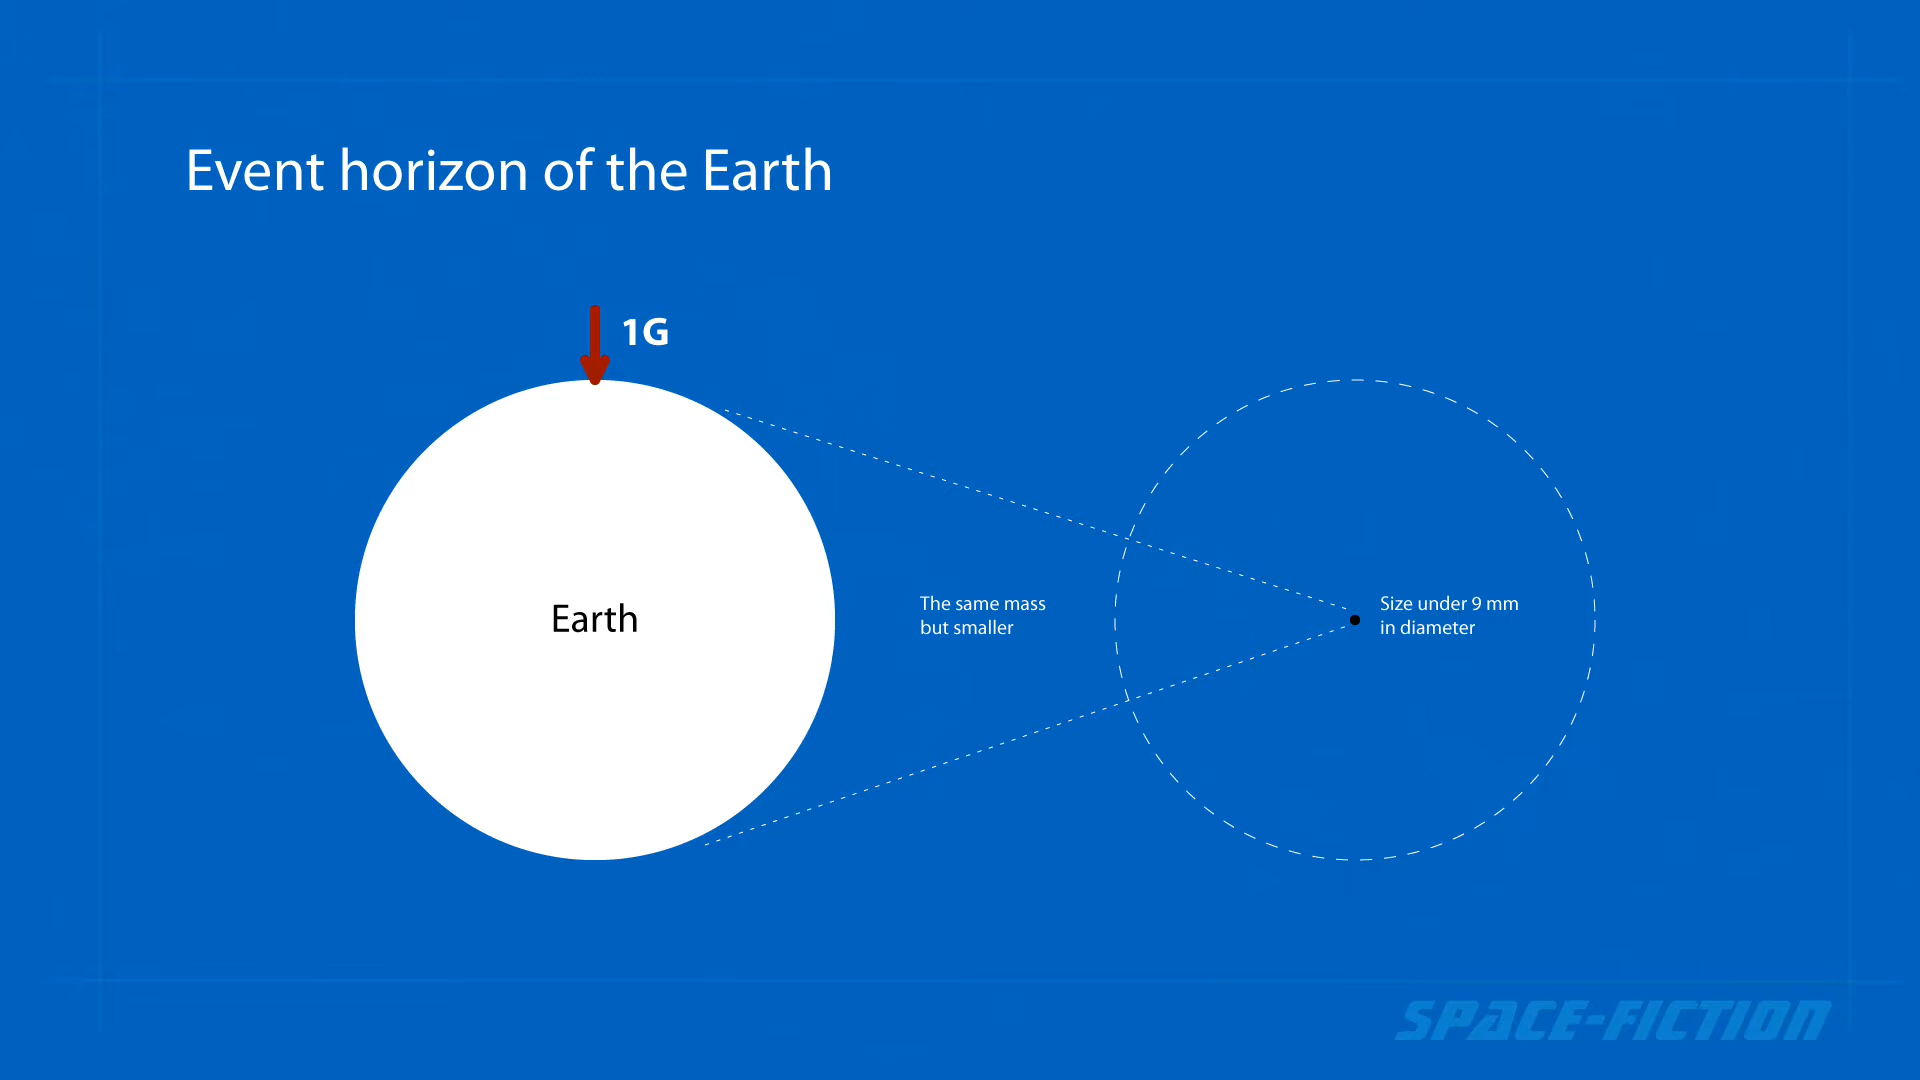 Event horizon of the Earth
1G
Earth
The same mass
but smaller
Size under 9 mm
in diameter
SPACE-FICTION